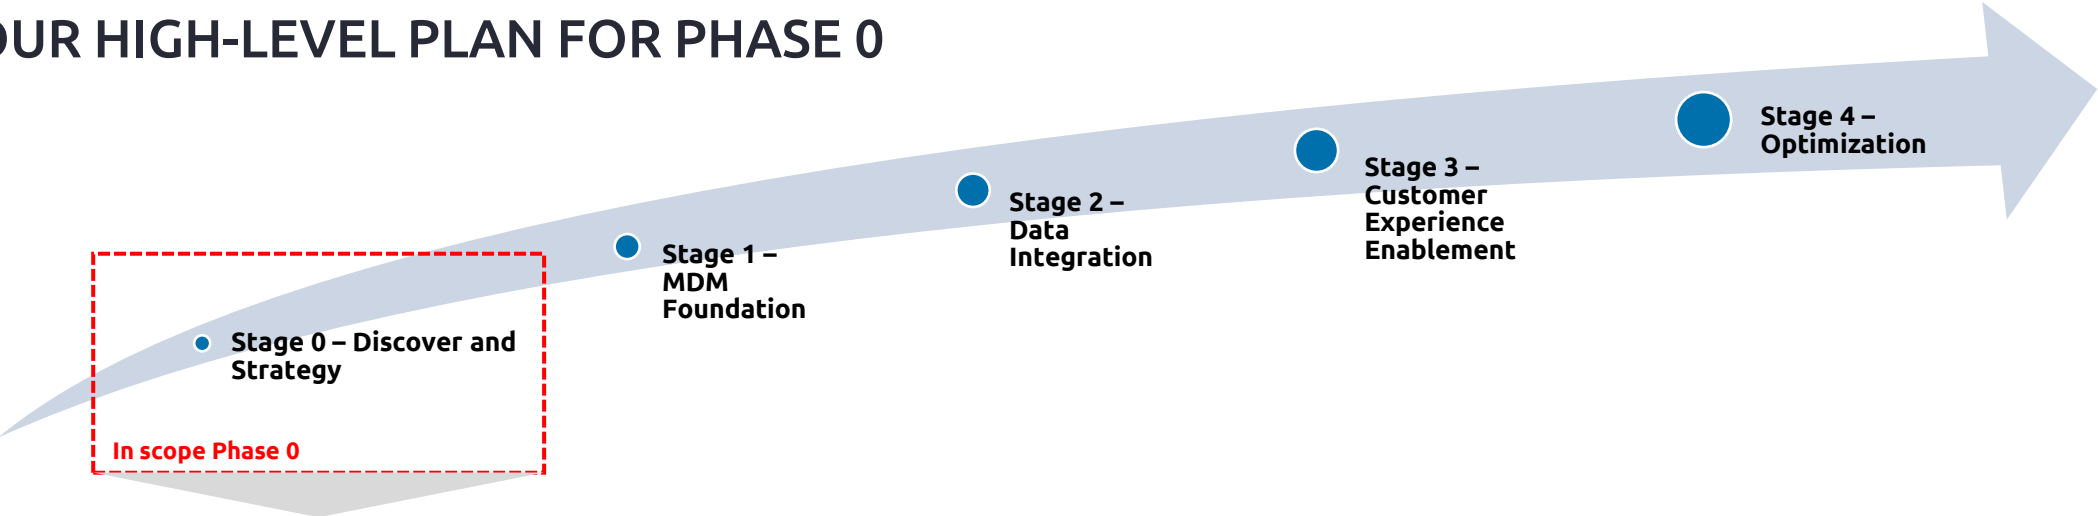 OUR HIGH-LEVEL PLAN FOR PHASE 0
Stage 0 – Discover and
Strategy
In scope Phase 0
Stage 1 –
MDM
Foundation
Stage 2 –
Data
Integration
Stage 3 –
Customer
Experience
Enablement
Stage 4 –
Optimization